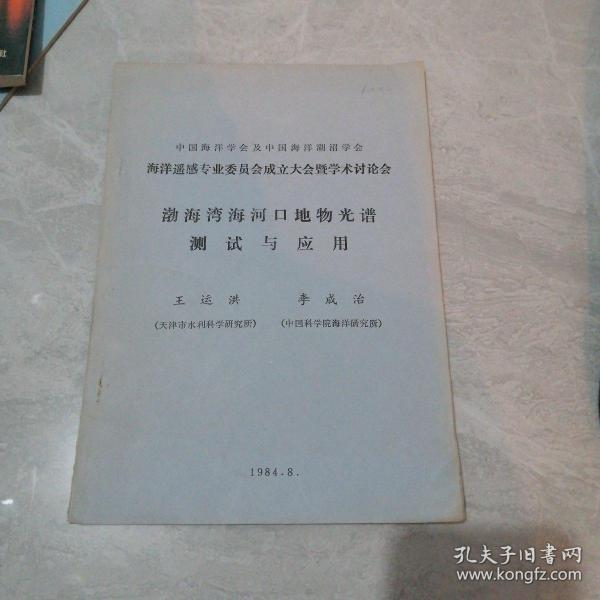 中国海洋学会及中国海洋湖沼学会
海洋遥感专业委员会成立大会暨学术讨论会
渤海湾海河口地物光谱
测试与应用
王运洪 李成治
(天津市水利科学研究所) (中国科学院海洋研究所)
1984.8.
孔夫子旧书网
www.kongfz.com